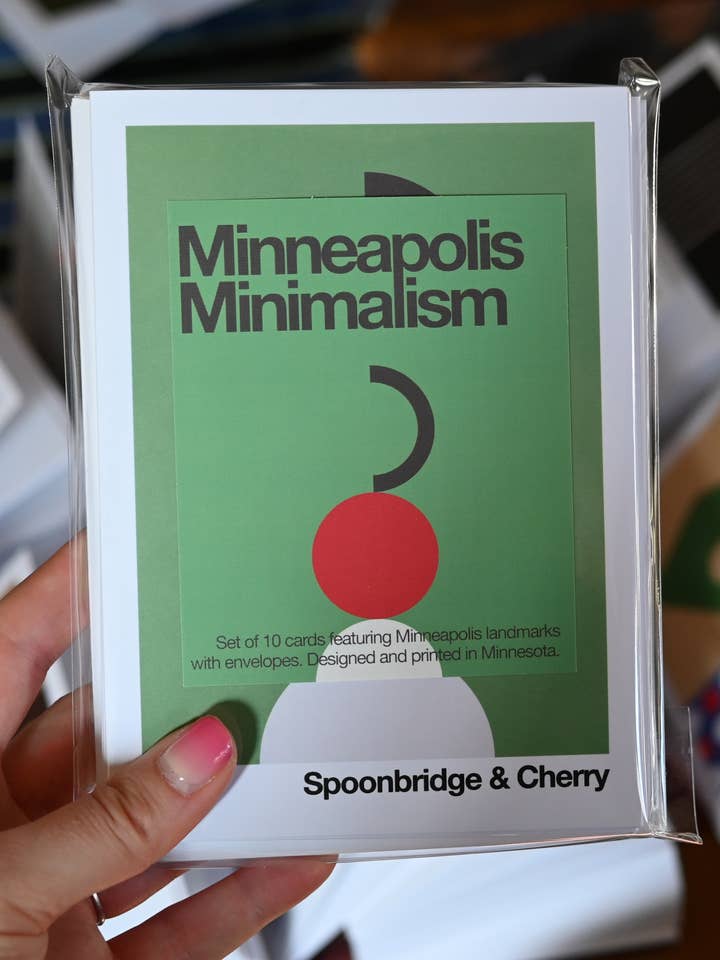 Minneapolis
Minimalism
Set of 10 cards featuring Minneapolis landmarks
with envelopes. Designed and printed in Minnesota.
Spoonbridge & Cherry